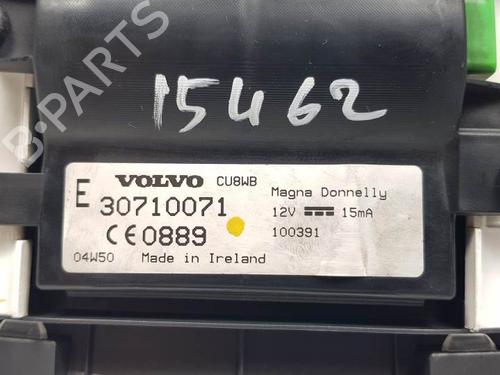 15462
B-PARTS
VOLVO CU8WB
E 30710071
CE0889
04W50 Made in Ireland
Magna Donnelly
12V 15mA
100391